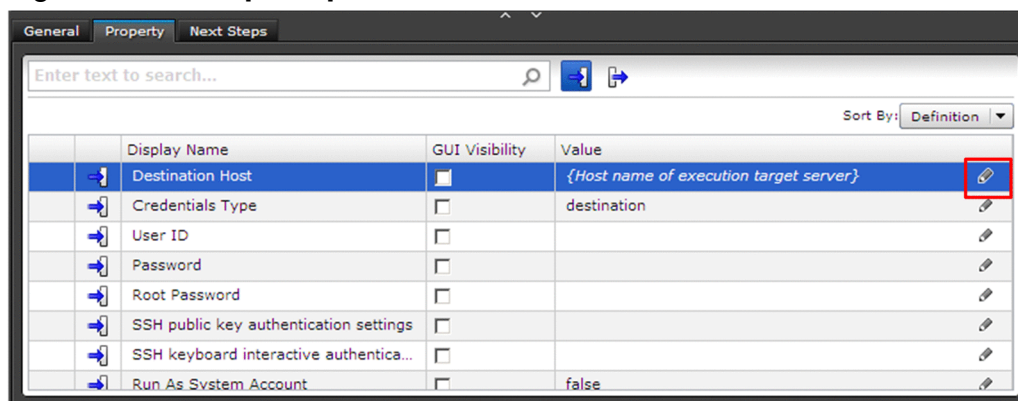 General Property Next Steps
Enter text to search...
Sort By: Definition
Display Name GUI Visibility Value
Destination Host {Host name of execution target server}
Credentials Type destination
User ID
Password
Root Password
SSH public key authentication settings
SSH keyboard interactive authentica...
Run As System Account false